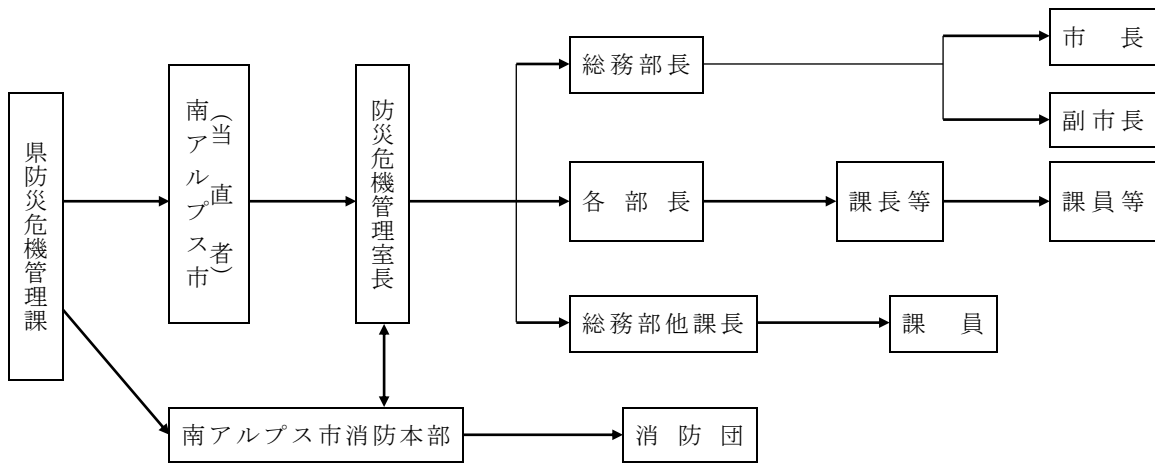 県防災危機管理課
南アルプス市
(当直者)
防災危機管理室長
総務部長
市長
副市長
各部長
課長等
課員等
総務部他課長
課員
南アルプス市消防本部
消防団